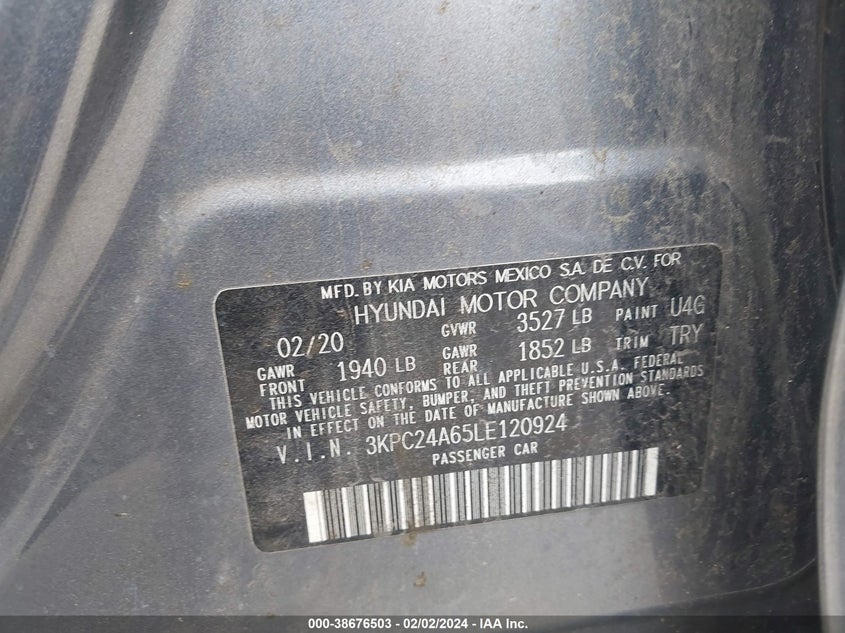 MFD. BY KIA MOTORS MEXICO S.A. DE C.V. FOR
HYUNDAI MOTOR COMPANY
02/20 GVWR 3527 LB PAINT U4G
GAWR FRONT 1940 LB GAWR REAR 1852 LB TRIM TRY
THIS VEHICLE CONFORMS TO ALL APPLICABLE U.S.A. FEDERAL
MOTOR VEHICLE SAFETY, BUMPER, AND THEFT PREVENTION STANDARDS
IN EFFECT ON THE DATE OF MANUFACTURE SHOWN ABOVE.
V.I.N. 3KPC24A65LE120924
PASSENGER CAR
000-38676503 - 02/02/2024 - IAA Inc.